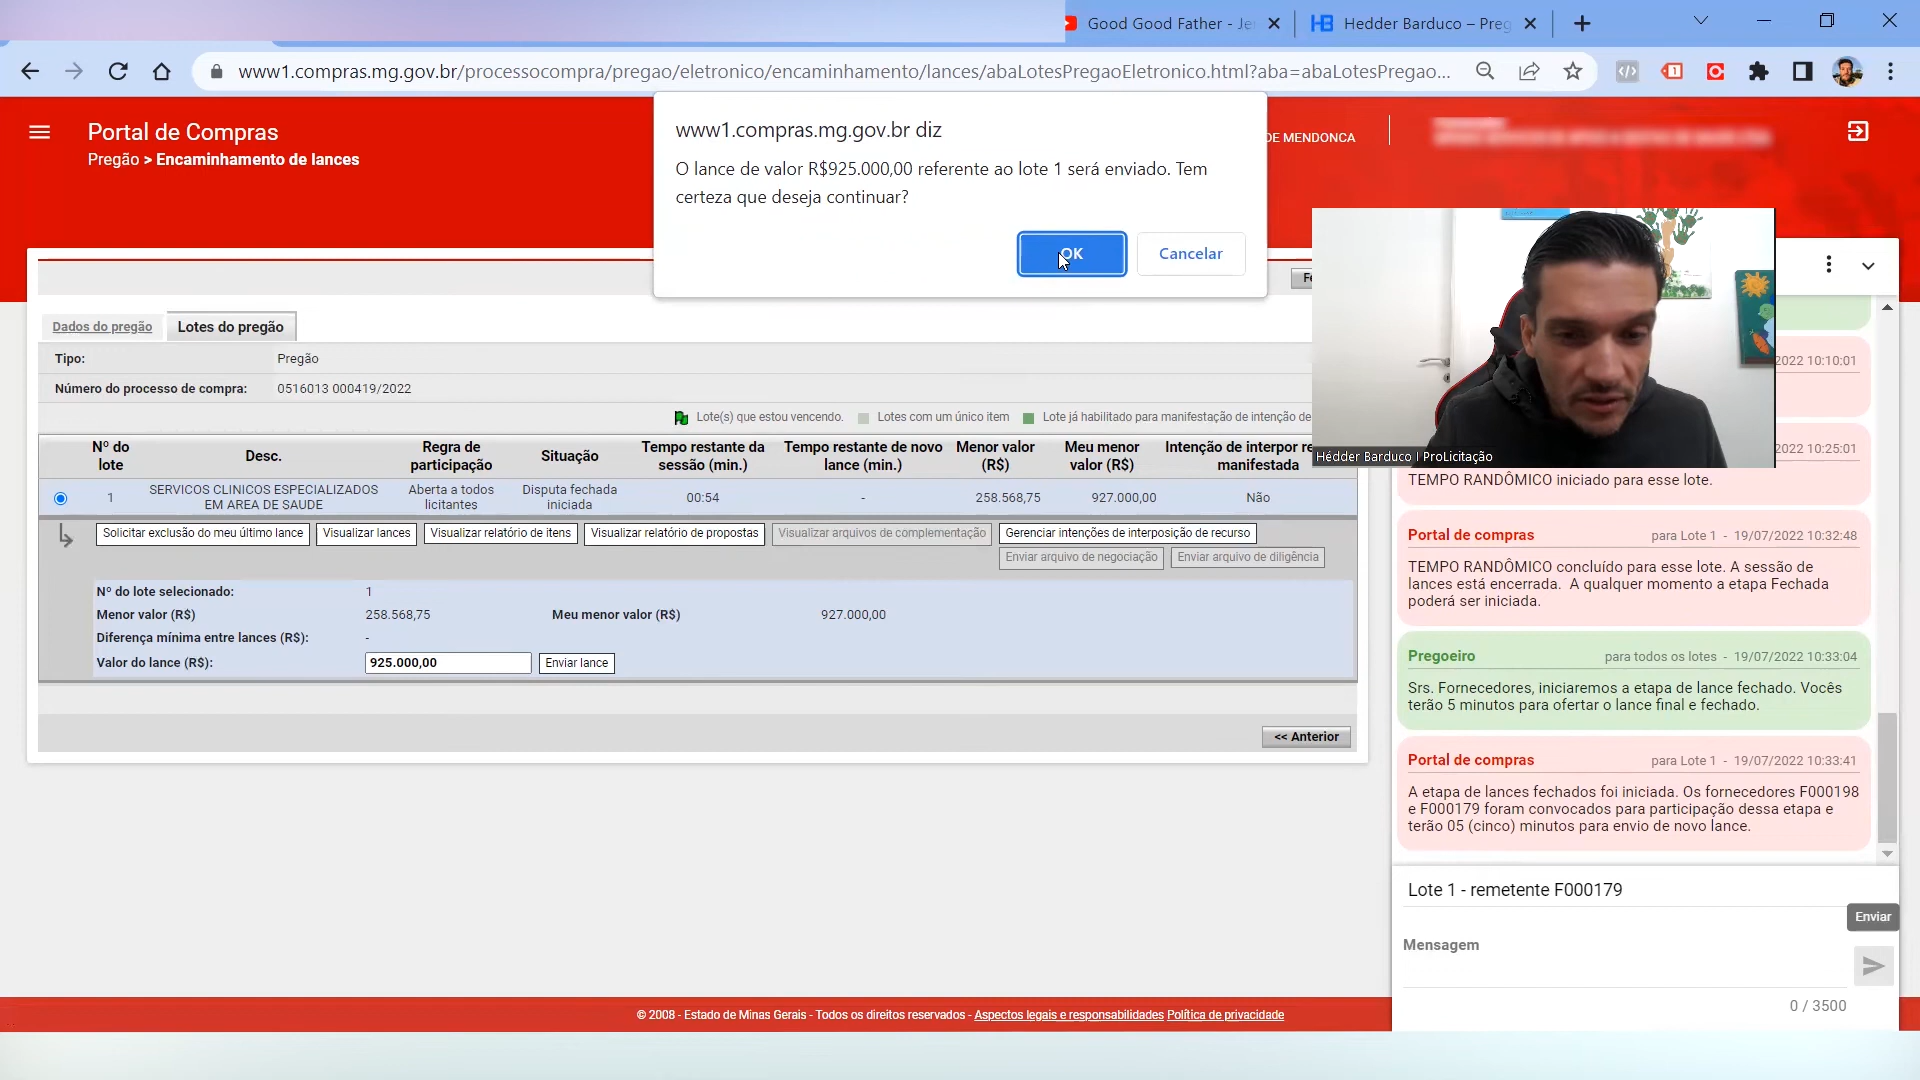 Good Good Father - Je
Hedder Barduco – Preg
www1.compras.mg.gov.br/processocompra/pregao/eletronico/encaminhamento/lances/abaLotesPregaoEletronico.html?aba=abaLotesPregao...
Portal de Compras
Pregão > Encaminhamento de lances
DE MENDONCA
www1.compras.mg.gov.br diz
O lance de valor R$925.000,00 referente ao lote 1 será enviado. Tem
certeza que deseja continuar?
OK
Cancelar
Dados do pregão
Lotes do pregão
Tipo:
Pregão
Número do processo de compra:
0516013 000419/2022
Lote(s) que estou vencendo.
Lotes com um único item
Lote já habilitado para manifestação de intenção de
Nº do lote
Desc.
Regra de participação
Situação
Tempo restante da sessão (min.)
Tempo restante de novo lance (min.)
Menor valor (R$)
Meu menor valor (R$)
Intenção de interpor re
manifestada
1
SERVICOS CLINICOS ESPECIALIZADOS
EM AREA DE SAUDE
Aberta a todos licitantes
Disputa fechada iniciada
00:54
-
258.568,75
927.000,00
Não
Solicitar exclusão do meu último lance
Visualizar lances
Visualizar relatório de itens
Visualizar relatório de propostas
Visualizar arquivos de complementação
Gerenciar intenções de interposição de recurso
Enviar arquivo de negociação
Enviar arquivo de diligência
Nº do lote selecionado:
1
Menor valor (R$)
258.568,75
Meu menor valor (R$)
927.000,00
Diferença mínima entre lances (R$):
-
Valor do lance (R$):
925.000,00
Enviar lance
<< Anterior
Hédder Barduco I ProLicitação
2022 10:10:01
2022 10:25:01
TEMPO RANDÔMICO iniciado para esse lote.
Portal de compras
para Lote 1 - 19/07/2022 10:32:48
TEMPO RANDÔMICO concluído para esse lote. A sessão de
lances está encerrada. A qualquer momento a etapa Fechada
poderá ser iniciada.
Pregoeiro
para todos os lotes - 19/07/2022 10:33:04
Srs. Fornecedores, iniciaremos a etapa de lance fechado. Vocês
terão 5 minutos para ofertar o lance final e fechado.
Portal de compras
para Lote 1 - 19/07/2022 10:33:41
A etapa de lances fechados foi iniciada. Os fornecedores F000198
e F000179 foram convocados para participação dessa etapa e
terão 05 (cinco) minutos para envio de novo lance.
Lote 1 - remetente F000179
Enviar
Mensagem
0 / 3500
© 2008 - Estado de Minas Gerais - Todos os direitos reservados - Aspectos legais e responsabilidades Política de privacidade